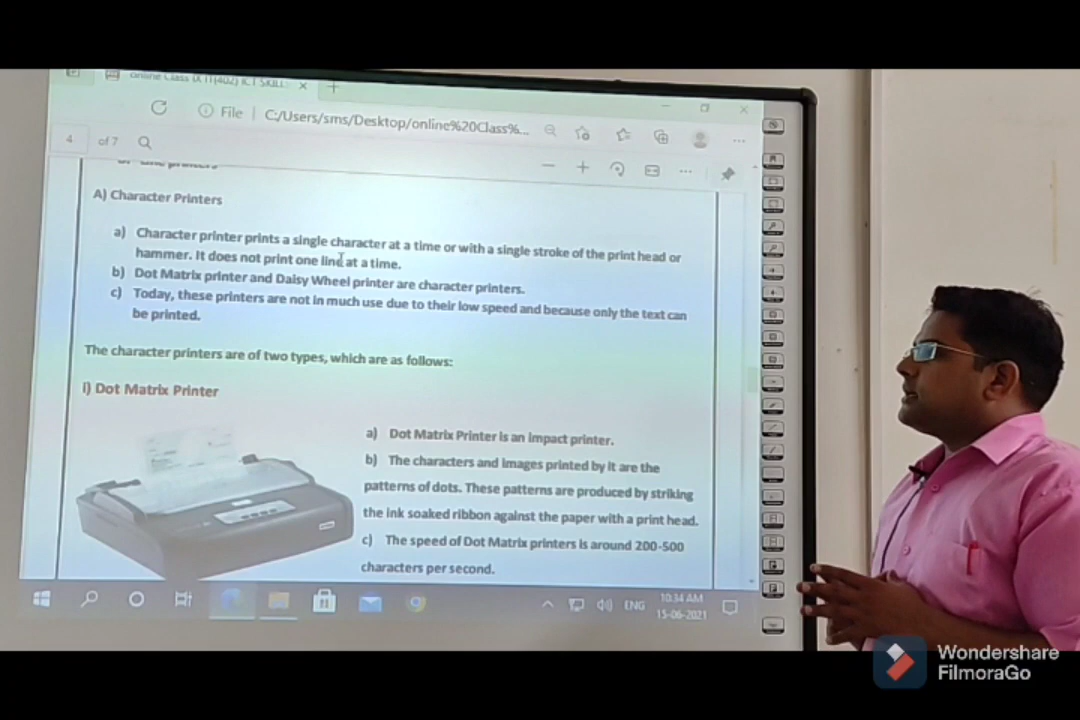 Online Class IX IT(402) ICT SKILL
File | C:/Users/sms/Desktop/online%20Class%...
4 of 7
A) Character Printers
a) Character printer prints a single character at a time or with a single stroke of the print head or
hammer. It does not print one line at a time.
b) Dot Matrix printer and Daisy Wheel printer are character printers.
c) Today, these printers are not in much use due to their low speed and because only the text can
be printed.
The character printers are of two types, which are as follows:
i) Dot Matrix Printer
a) Dot Matrix Printer is an impact printer.
b) The characters and images printed by it are the
patterns of dots. These patterns are produced by striking
the ink soaked ribbon against the paper with a print head.
c) The speed of Dot Matrix printers is around 200-500
characters per second.
ENG
10:34 AM
15-06-2021
Wondershare
FilmoraGo